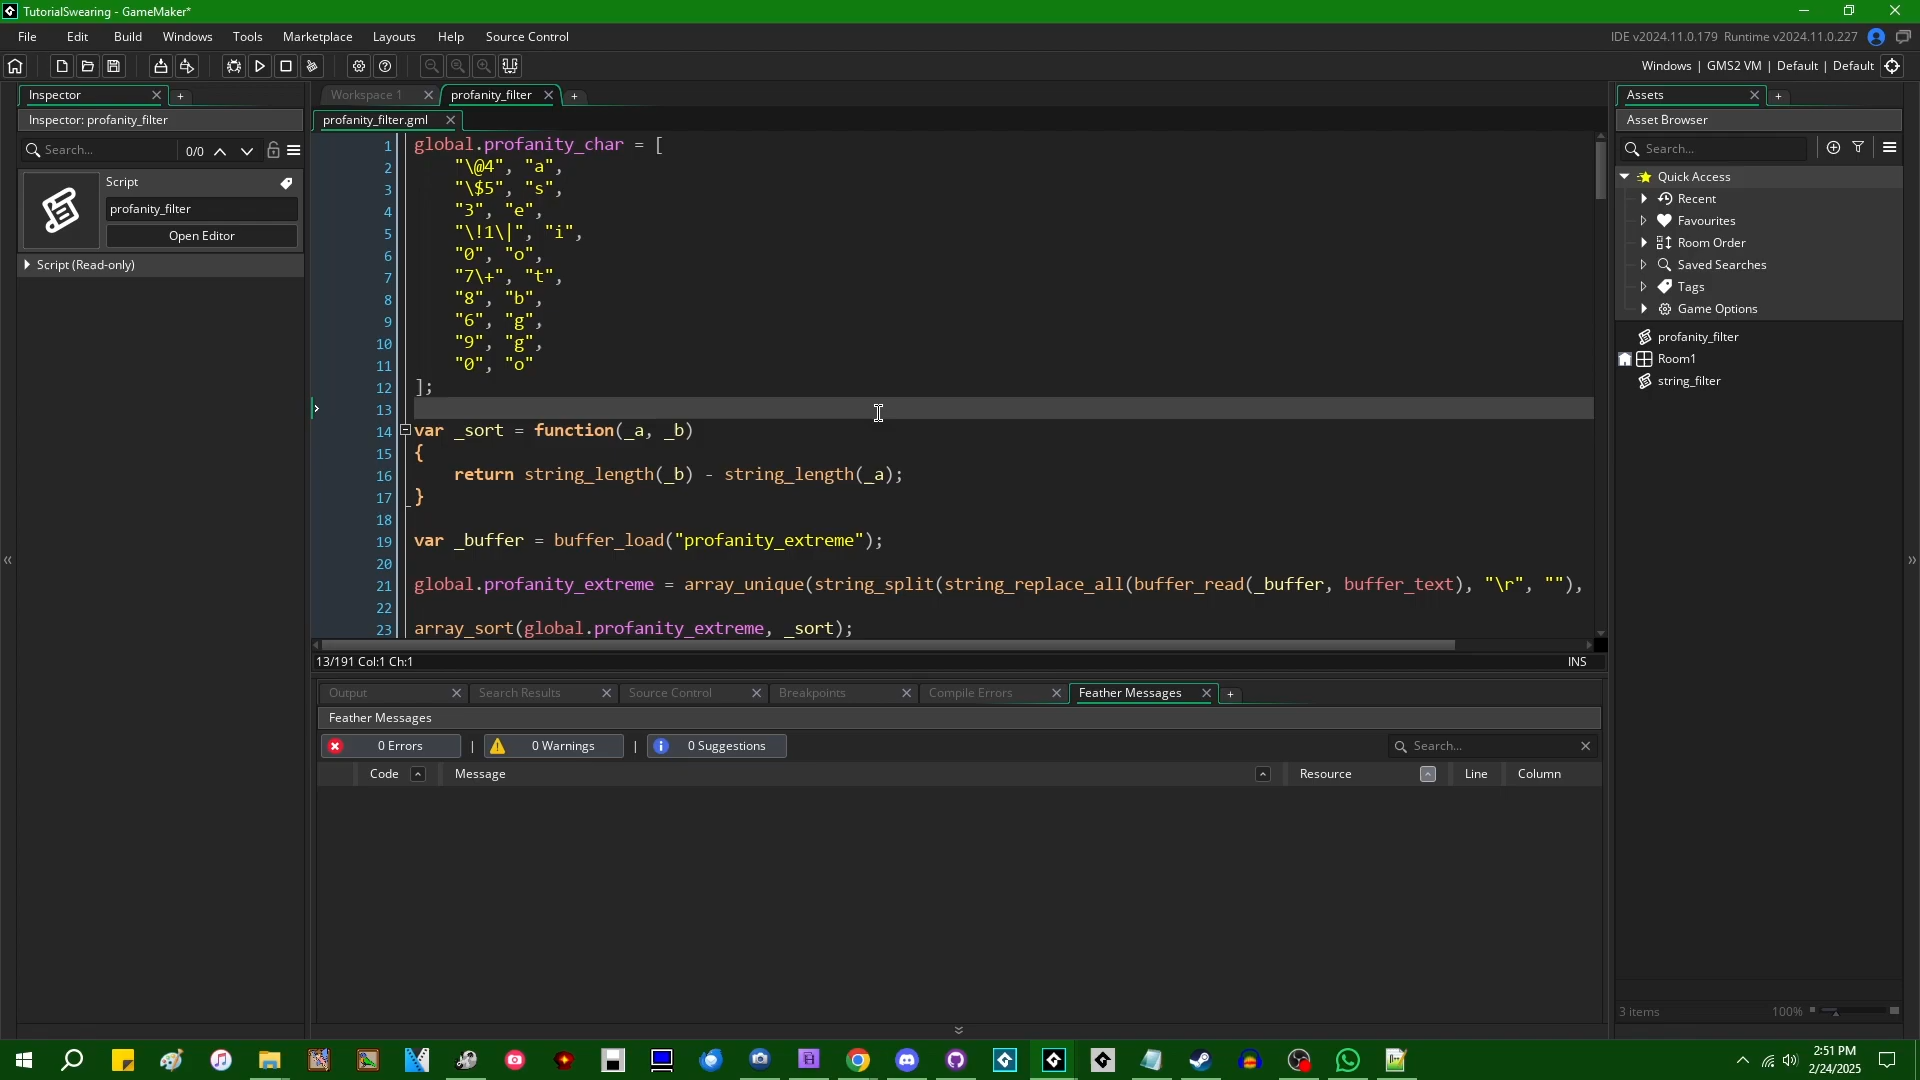 TutorialSwearing - GameMaker*
File Edit Build Windows Tools Marketplace Layouts Help Source Control
IDE v2024.11.0.179 Runtime v2024.11.0.227
Windows | GMS2 VM | Default | Default
Inspector
Inspector: profanity_filter
Search... 0/0
Script
profanity_filter
Open Editor
Script (Read-only)
Workspace 1 profanity_filter
profanity_filter.gml
1 global.profanity_char = [
2 "\@4", "a",
3 "\$5", "s",
4 "3", "e",
5 "\!1\|", "i",
6 "0", "o",
7 "7\+", "t",
8 "8", "b",
9 "6", "g",
10 "9", "g",
11 "0", "o"
12 ];
13
14 var _sort = function(_a, _b)
15 {
16 return string_length(_b) - string_length(_a);
17 }
18
19 var _buffer = buffer_load("profanity_extreme");
20
21 global.profanity_extreme = array_unique(string_split(string_replace_all(buffer_read(_buffer, buffer_text), "\r", ""),
22
23 array_sort(global.profanity_extreme, _sort);
13/191 Col:1 Ch:1 INS
Output Search Results Source Control Breakpoints Compile Errors Feather Messages
Feather Messages
0 Errors | 0 Warnings | 0 Suggestions Search...
Code Message Resource Line Column
Assets
Asset Browser
Search...
Quick Access
Recent
Favourites
Room Order
Saved Searches
Tags
Game Options
profanity_filter
Room1
string_filter
3 items 100%
2:51 PM
2/24/2025